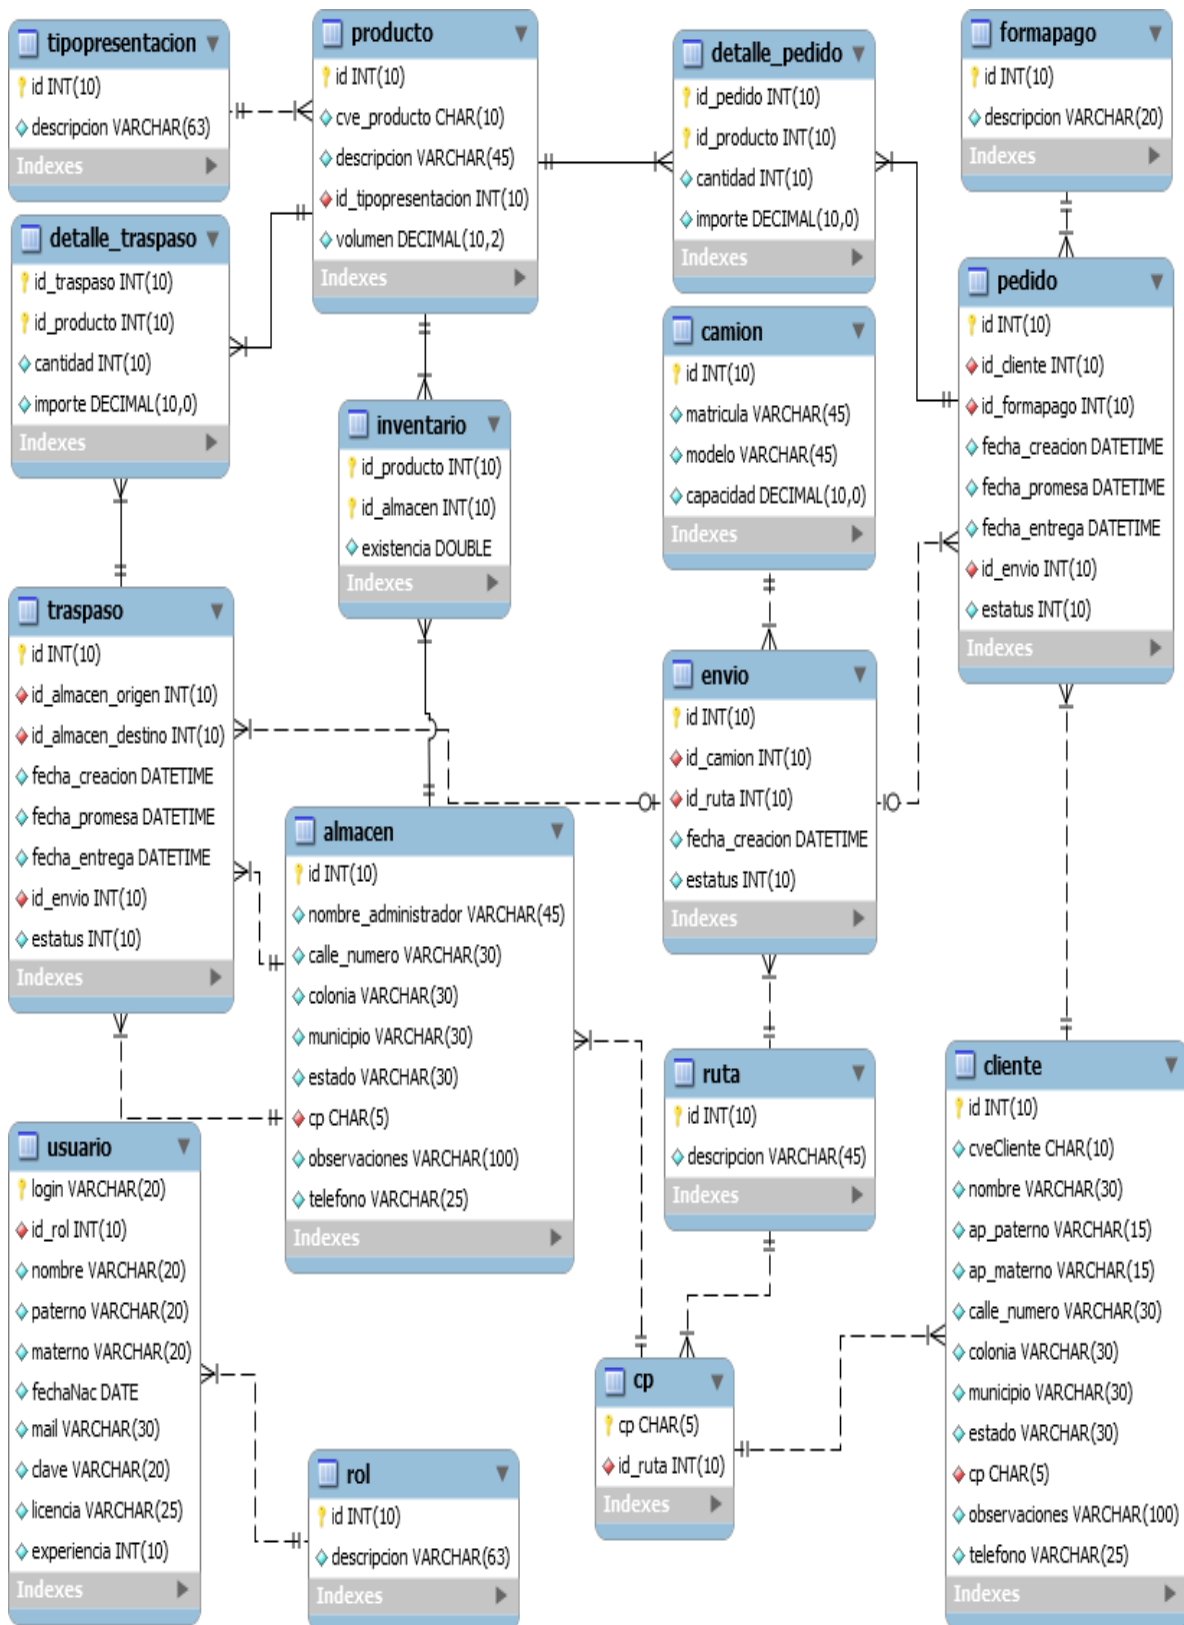 tipopresentacion
id INT(10)
descripcion VARCHAR(63)
Indexes
producto
id INT(10)
cve_producto CHAR(10)
descripcion VARCHAR(45)
id_tipopresentacion INT(10)
volumen DECIMAL(10,2)
Indexes
detalle_pedido
id_pedido INT(10)
id_producto INT(10)
cantidad INT(10)
importe DECIMAL(10,0)
Indexes
formapago
id INT(10)
descripcion VARCHAR(20)
Indexes
detalle_traspaso
id_traspaso INT(10)
id_producto INT(10)
cantidad INT(10)
importe DECIMAL(10,0)
Indexes
inventario
id_producto INT(10)
id_almacen INT(10)
existencia DOUBLE
Indexes
camion
id INT(10)
matricula VARCHAR(45)
modelo VARCHAR(45)
capacidad DECIMAL(10,0)
Indexes
pedido
id INT(10)
id_cliente INT(10)
id_formapago INT(10)
fecha_creacion DATETIME
fecha_promesa DATETIME
fecha_entrega DATETIME
id_envio INT(10)
estatus INT(10)
Indexes
traspaso
id INT(10)
id_almacen_origen INT(10)
id_almacen_destino INT(10)
fecha_creacion DATETIME
fecha_promesa DATETIME
fecha_entrega DATETIME
id_envio INT(10)
estatus INT(10)
Indexes
almacen
id INT(10)
nombre_administrador VARCHAR(45)
calle_numero VARCHAR(30)
colonia VARCHAR(30)
municipio VARCHAR(30)
estado VARCHAR(30)
cp CHAR(5)
observaciones VARCHAR(100)
telefono VARCHAR(25)
Indexes
envio
id INT(10)
id_camion INT(10)
id_ruta INT(10)
fecha_creacion DATETIME
estatus INT(10)
Indexes
ruta
id INT(10)
descripcion VARCHAR(45)
Indexes
cliente
id INT(10)
cveCliente CHAR(10)
nombre VARCHAR(30)
ap_paterno VARCHAR(15)
ap_materno VARCHAR(15)
calle_numero VARCHAR(30)
colonia VARCHAR(30)
municipio VARCHAR(30)
estado VARCHAR(30)
cp CHAR(5)
observaciones VARCHAR(100)
telefono VARCHAR(25)
Indexes
usuario
login VARCHAR(20)
id_rol INT(10)
nombre VARCHAR(20)
paterno VARCHAR(20)
materno VARCHAR(20)
fechaNac DATE
mail VARCHAR(30)
clave VARCHAR(20)
licencia VARCHAR(25)
experiencia INT(10)
Indexes
rol
id INT(10)
descripcion VARCHAR(63)
Indexes
cp
cp CHAR(5)
id_ruta INT(10)
Indexes